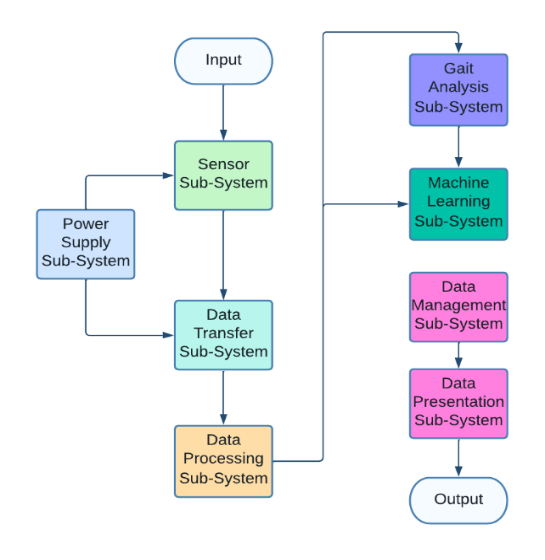 Input
Sensor
Sub-System
Power
Supply
Sub-System
Data
Transfer
Sub-System
Data
Processing
Sub-System
Gait
Analysis
Sub-System
Machine
Learning
Sub-System
Data
Management
Sub-System
Data
Presentation
Sub-System
Output